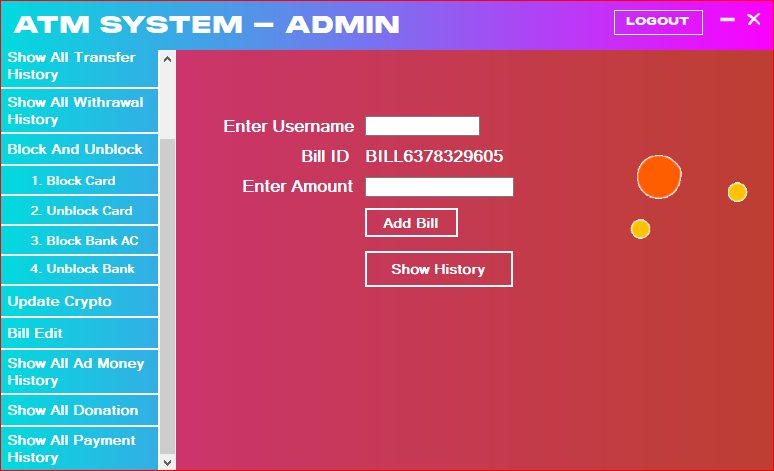 ATM SYSTEM – ADMIN
LOGOUT
Show All Transfer
History
Show All Withrawal
History
Block And Unblock
1. Block Card
2. Unblock Card
3. Block Bank AC
4. Unblock Bank
Update Crypto
Bill Edit
Show All Ad Money
History
Show All Donation
Show All Payment
History
Enter Username
Bill ID BILL6378329605
Enter Amount
Add Bill
Show History